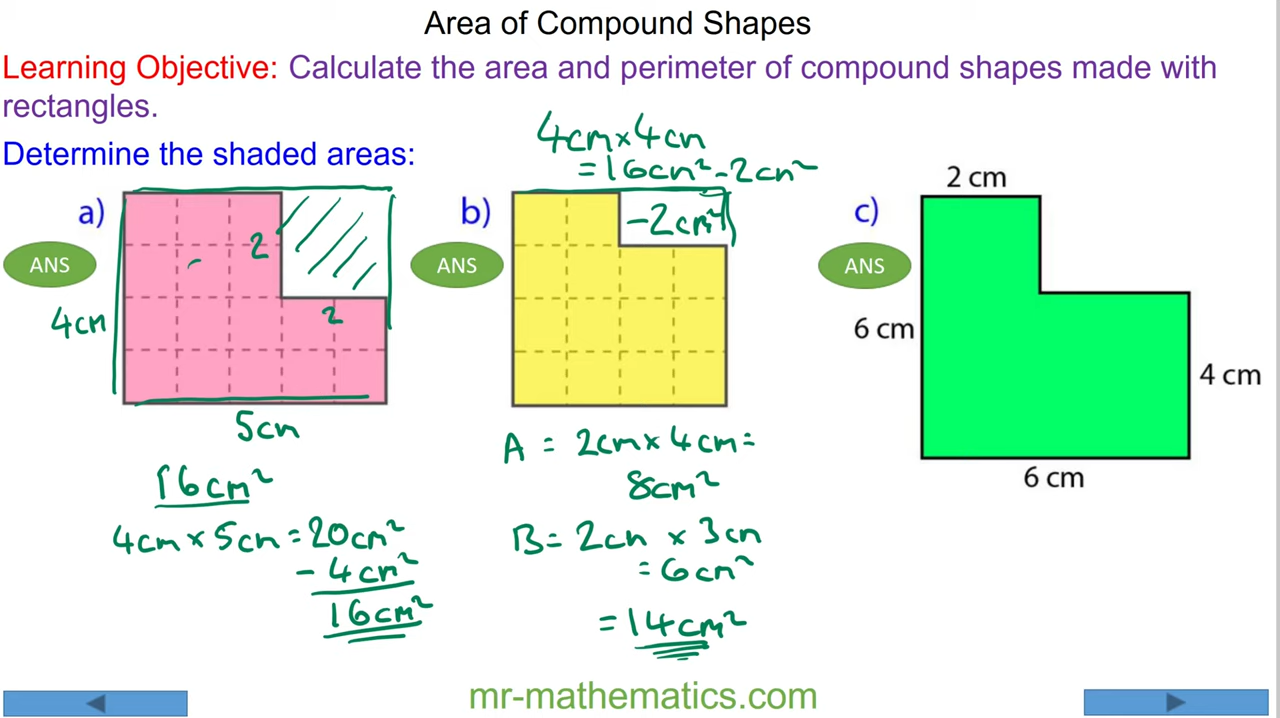 Area of Compound Shapes
Learning Objective: Calculate the area and perimeter of compound shapes made with
rectangles.
Determine the shaded areas:
a)
ANS
2
2
4cm
5cm
16cm²
4cm × 5cm = 20cm²
- 4cm²
16cm²
4cm × 4cm
= 16cm² - 2cm²
b)
ANS
-2cm²
A = 2cm × 4cm =
8cm²
B = 2cm × 3cm
= 6cm²
= 14cm²
c)
ANS
2 cm
6 cm
4 cm
6 cm
mr-mathematics.com